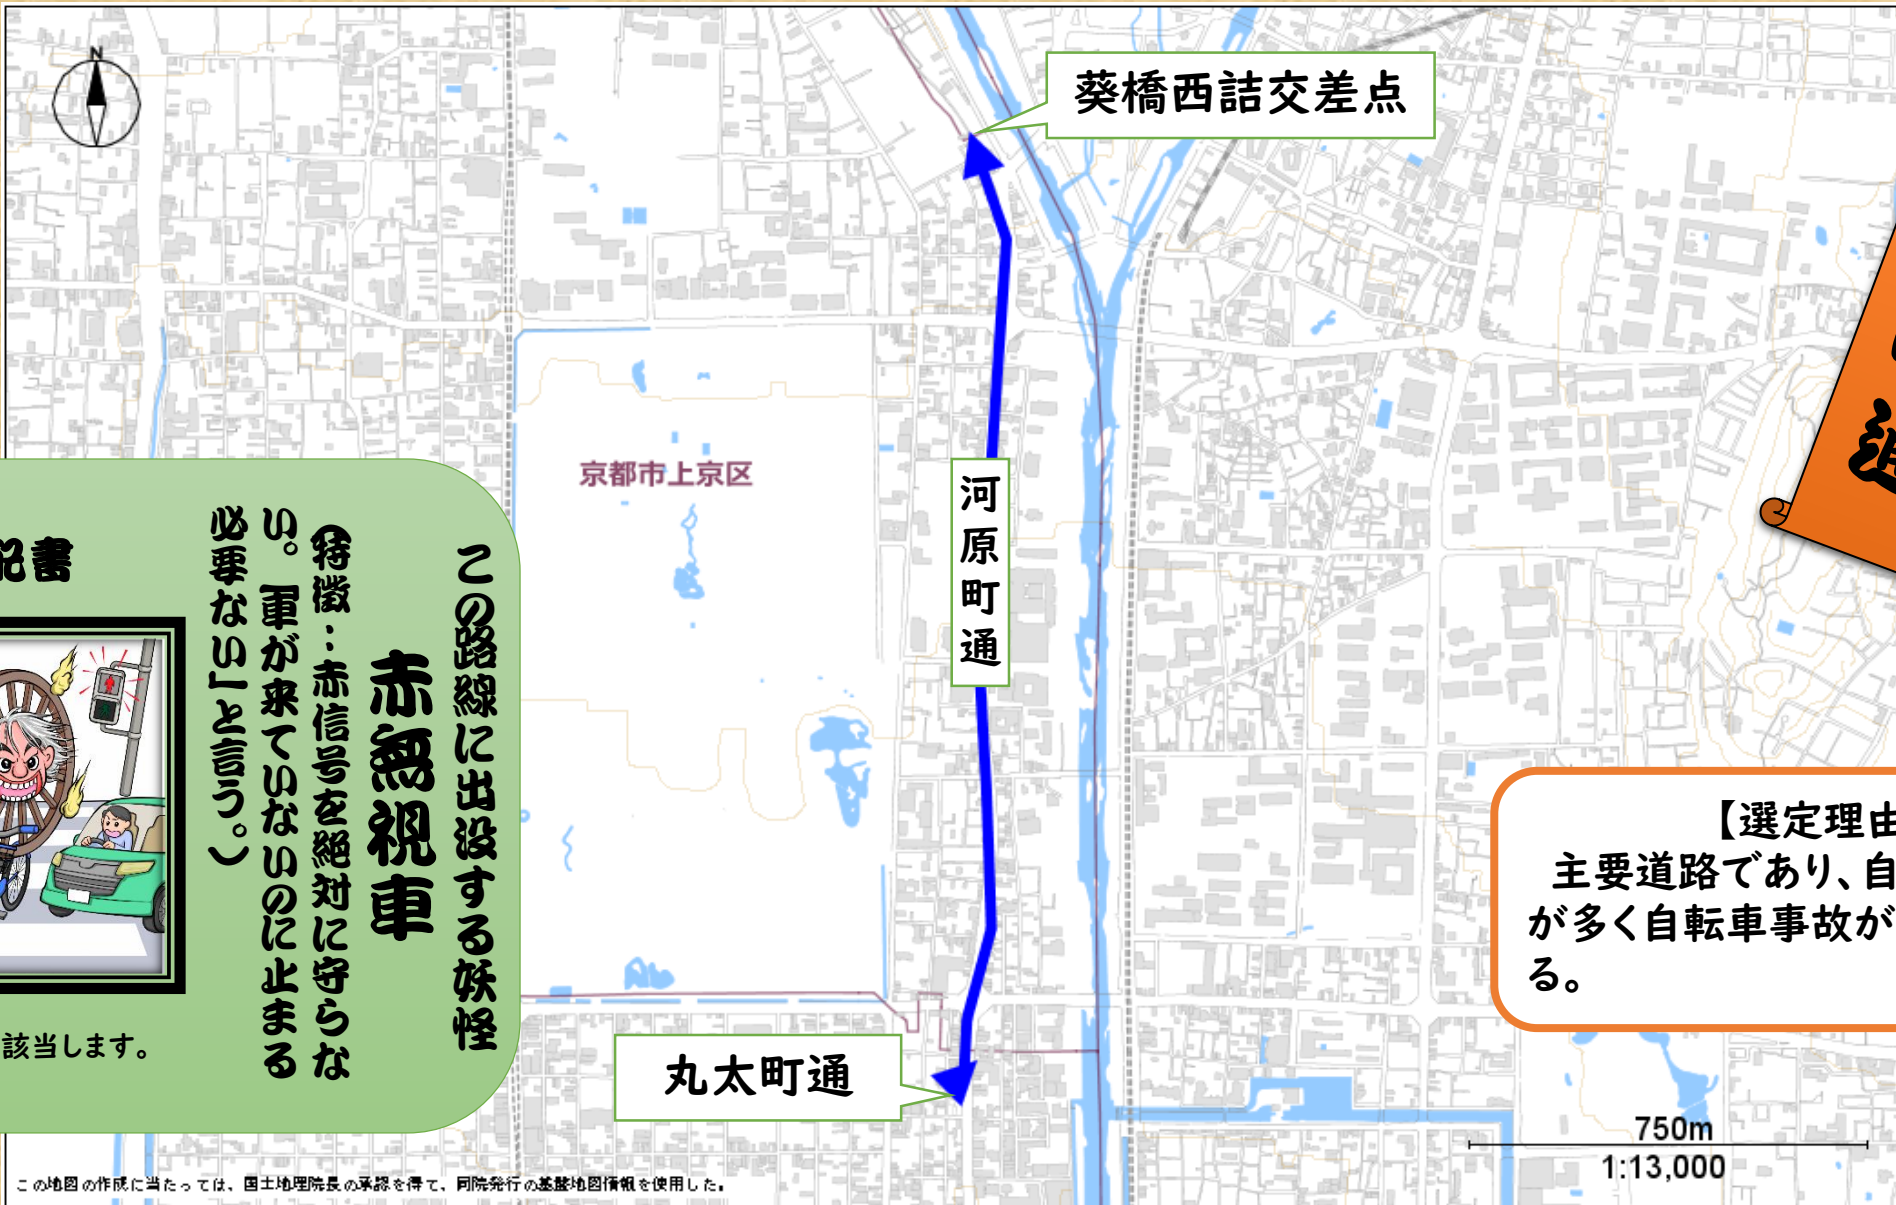 N
葵橋西詰交差点
京都市上京区
河原町通
この路線に出没する妖怪
赤無視車
（特徴：赤信号を絶対に守らな
い。「車が来ていないのに止まる
必要ない」と言う。）
書
該当します。
通
【選定理由
主要道路であり、自
が多く自転車事故が
る。
丸太町通
750m
1:13,000
この地図の作成に当たっては、国土地理院長の承認を得て、同院発行の基盤地図情報を使用した。